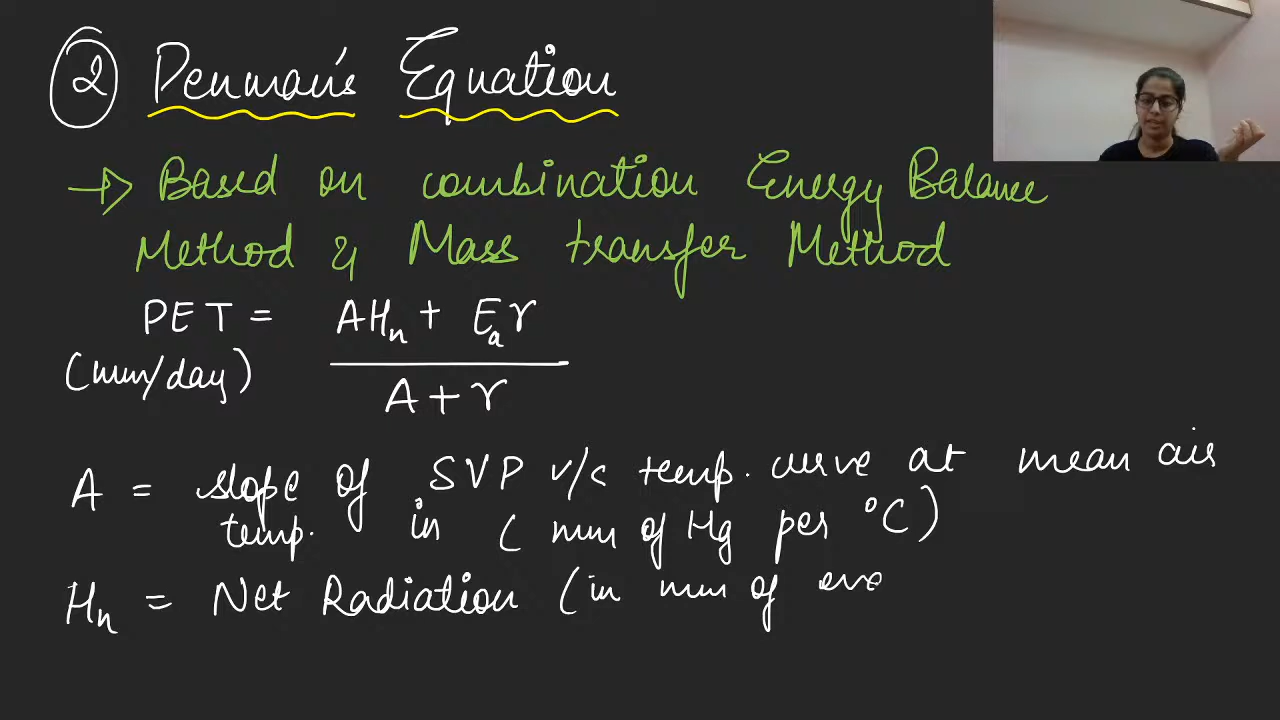 ② Penman's Equation
→ Based on combination Energy Balance
Method & Mass transfer Method
PET = AHn + Eaγ
(mm/day) A + γ
A = slope of SVP v/s temp. curve at mean air
temp. in (mm of Hg per °C)
Hn = Net Radiation (in mm of eva